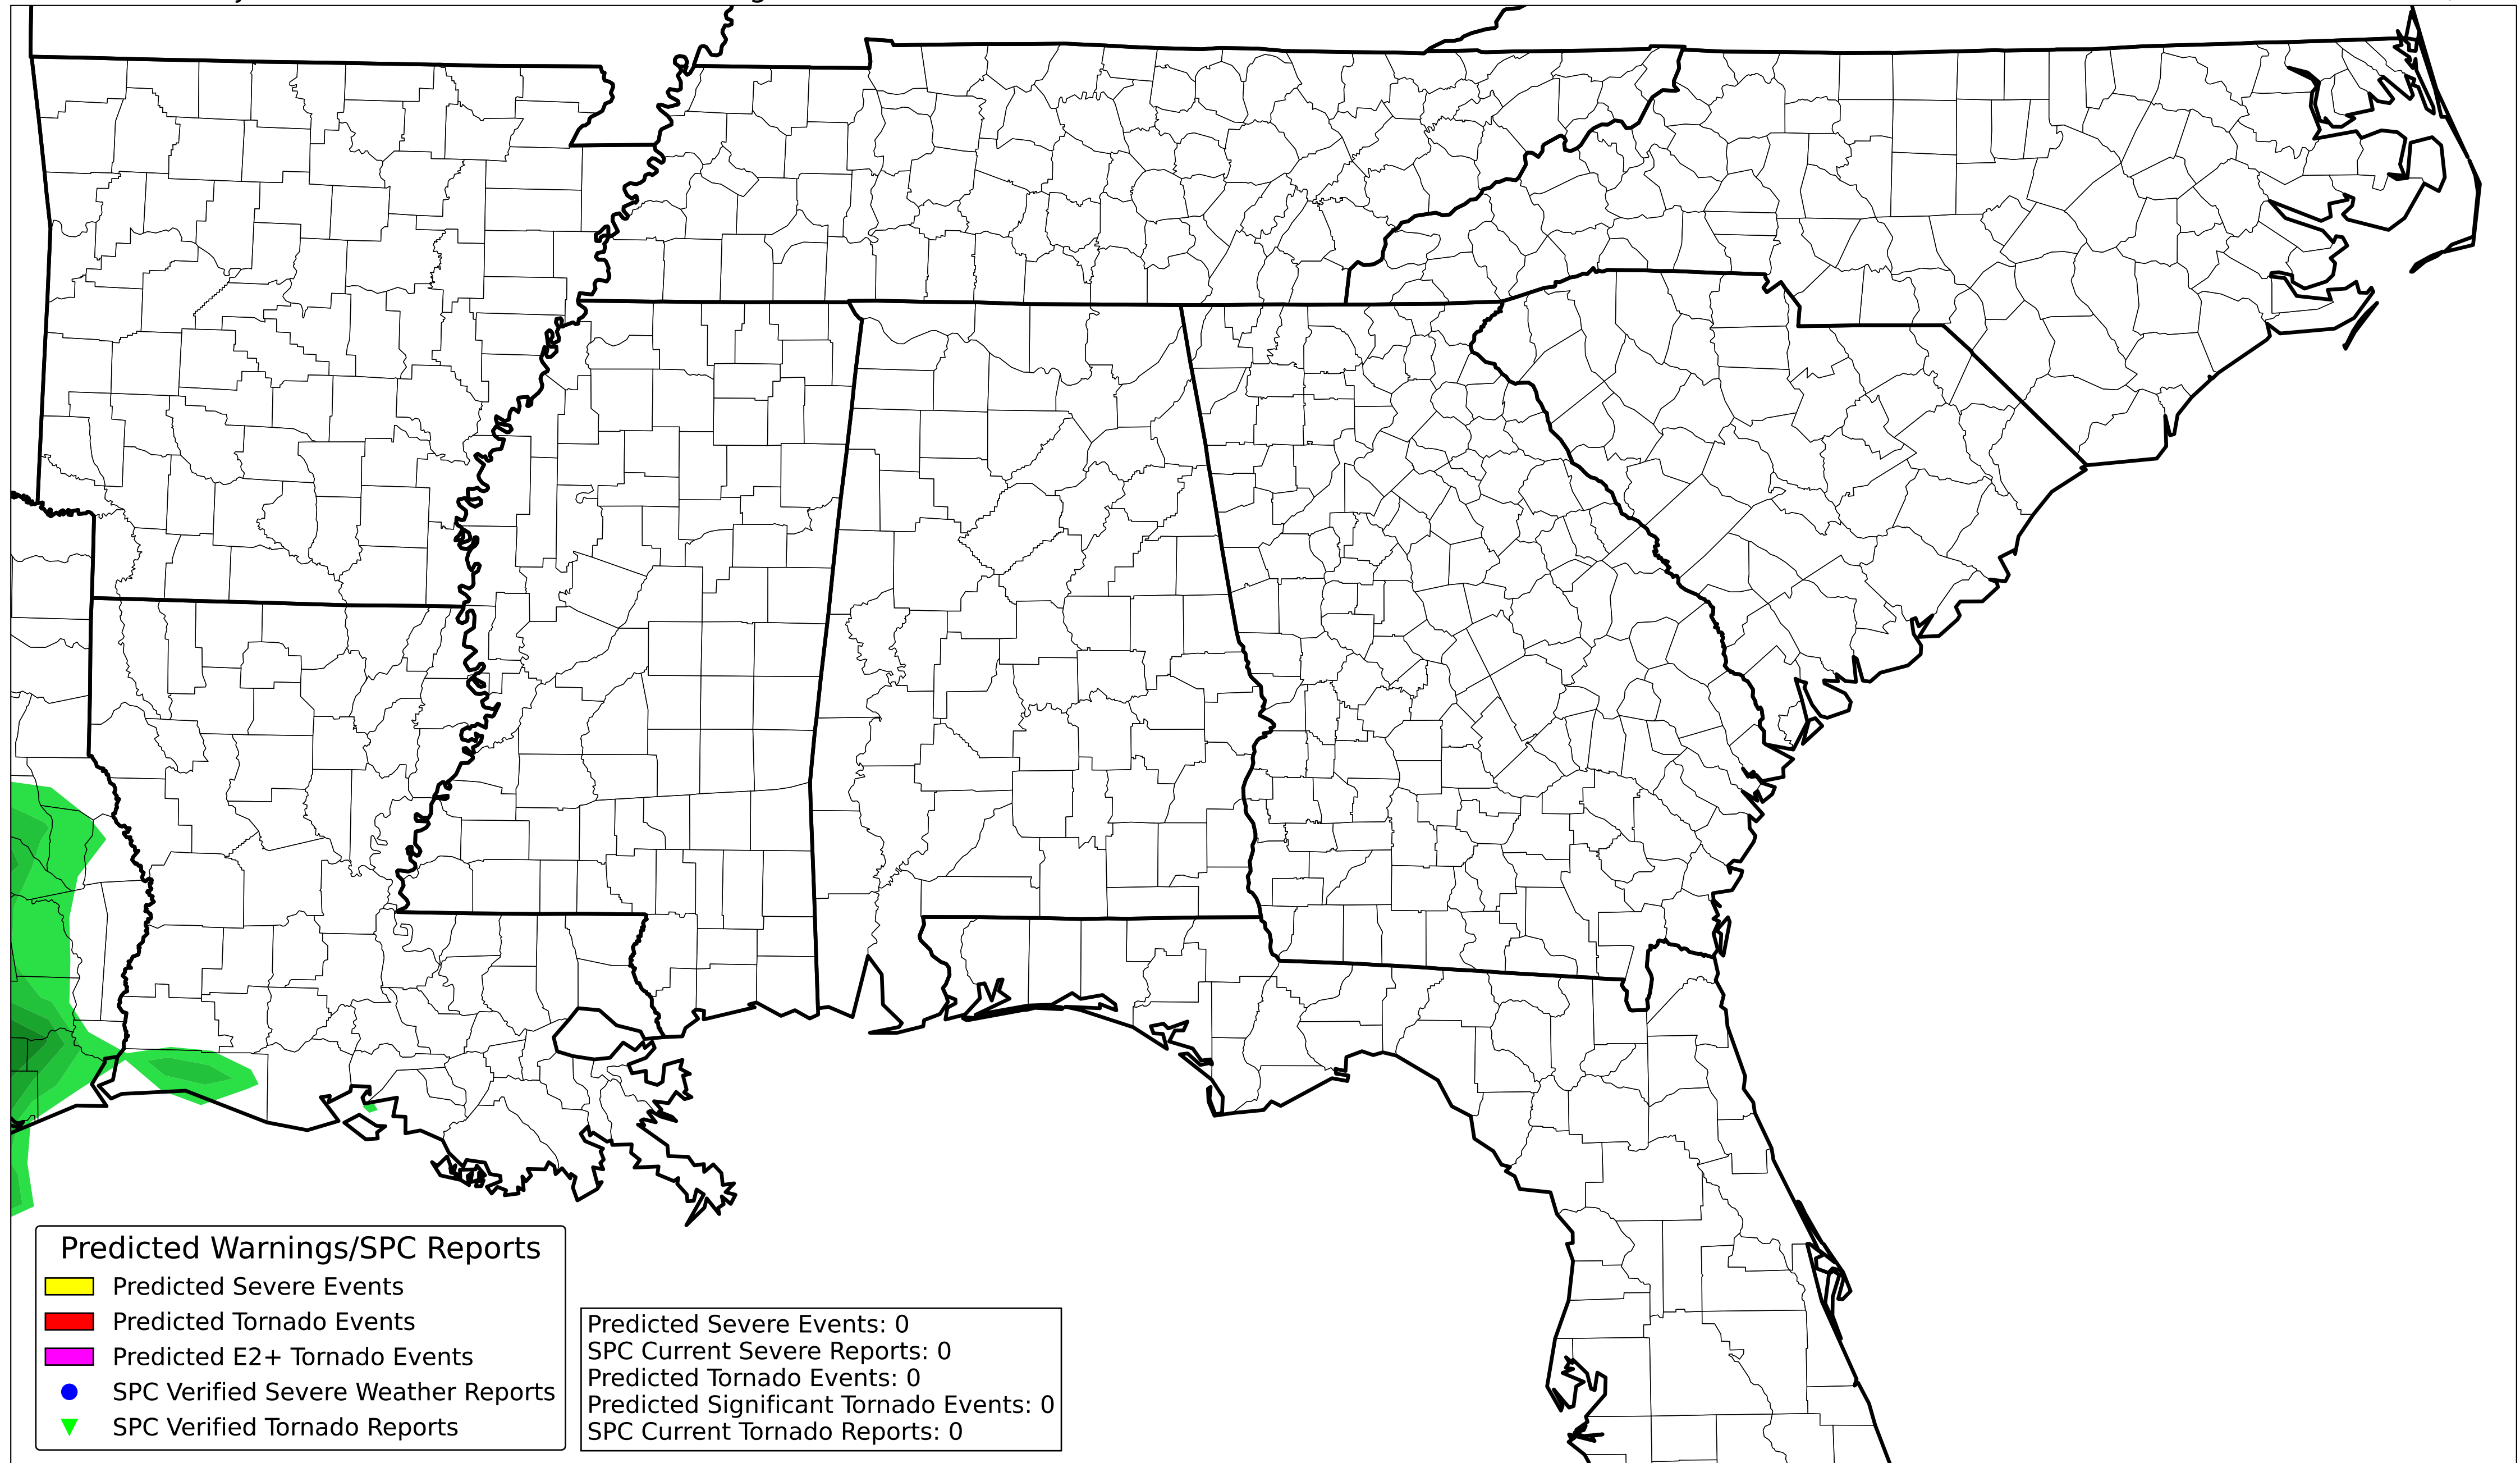 Predicted Warnings/SPC Reports
Predicted Severe Events
Predicted Tornado Events
Predicted E2+ Tornado Events
SPC Verified Severe Weather Reports
SPC Verified Tornado Reports
Predicted Severe Events: 0
SPC Current Severe Reports: 0
Predicted Tornado Events: 0
Predicted Significant Tornado Events: 0
SPC Current Tornado Reports: 0